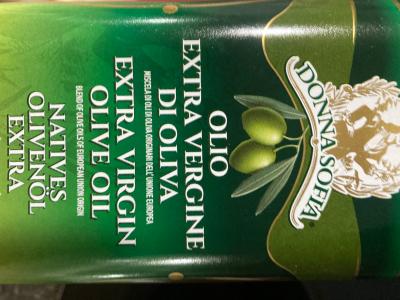 DONNA SOFIA®
OLIO
EXTRA VERGINE
DI OLIVA
MISCELA DI OLI DI OLIVA ORIGINARI DELL'UNIONE EUROPEA
EXTRA VIRGIN
OLIVE OIL
BLEND OF OLIVE OILS OF EUROPEAN UNION ORIGIN
NATIVES
OLIVENÖL
EXTRA